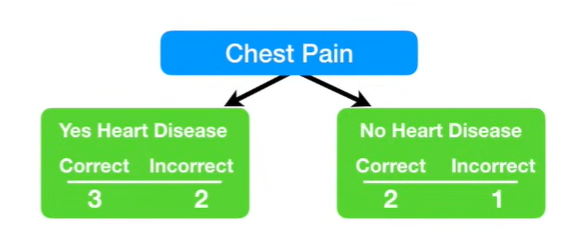 Chest Pain
Yes Heart Disease
Correct Incorrect
3 2
No Heart Disease
Correct Incorrect
2 1